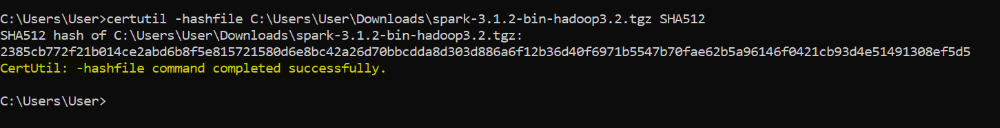 C:\Users\User>certutil -hashfile C:\Users\User\Downloads\spark-3.1.2-bin-hadoop3.2.tgz SHA512
SHA512 hash of C:\Users\User\Downloads\spark-3.1.2-bin-hadoop3.2.tgz:
2385cb772f21b014ce2abd6b8f5e815721580d6e8bc42a26d70bbcdda8d303d886a6f12b36d40f6971b5547b70fae62b5a96146f0421cb93d4e51491308ef5d5
CertUtil: -hashfile command completed successfully.
C:\Users\User>